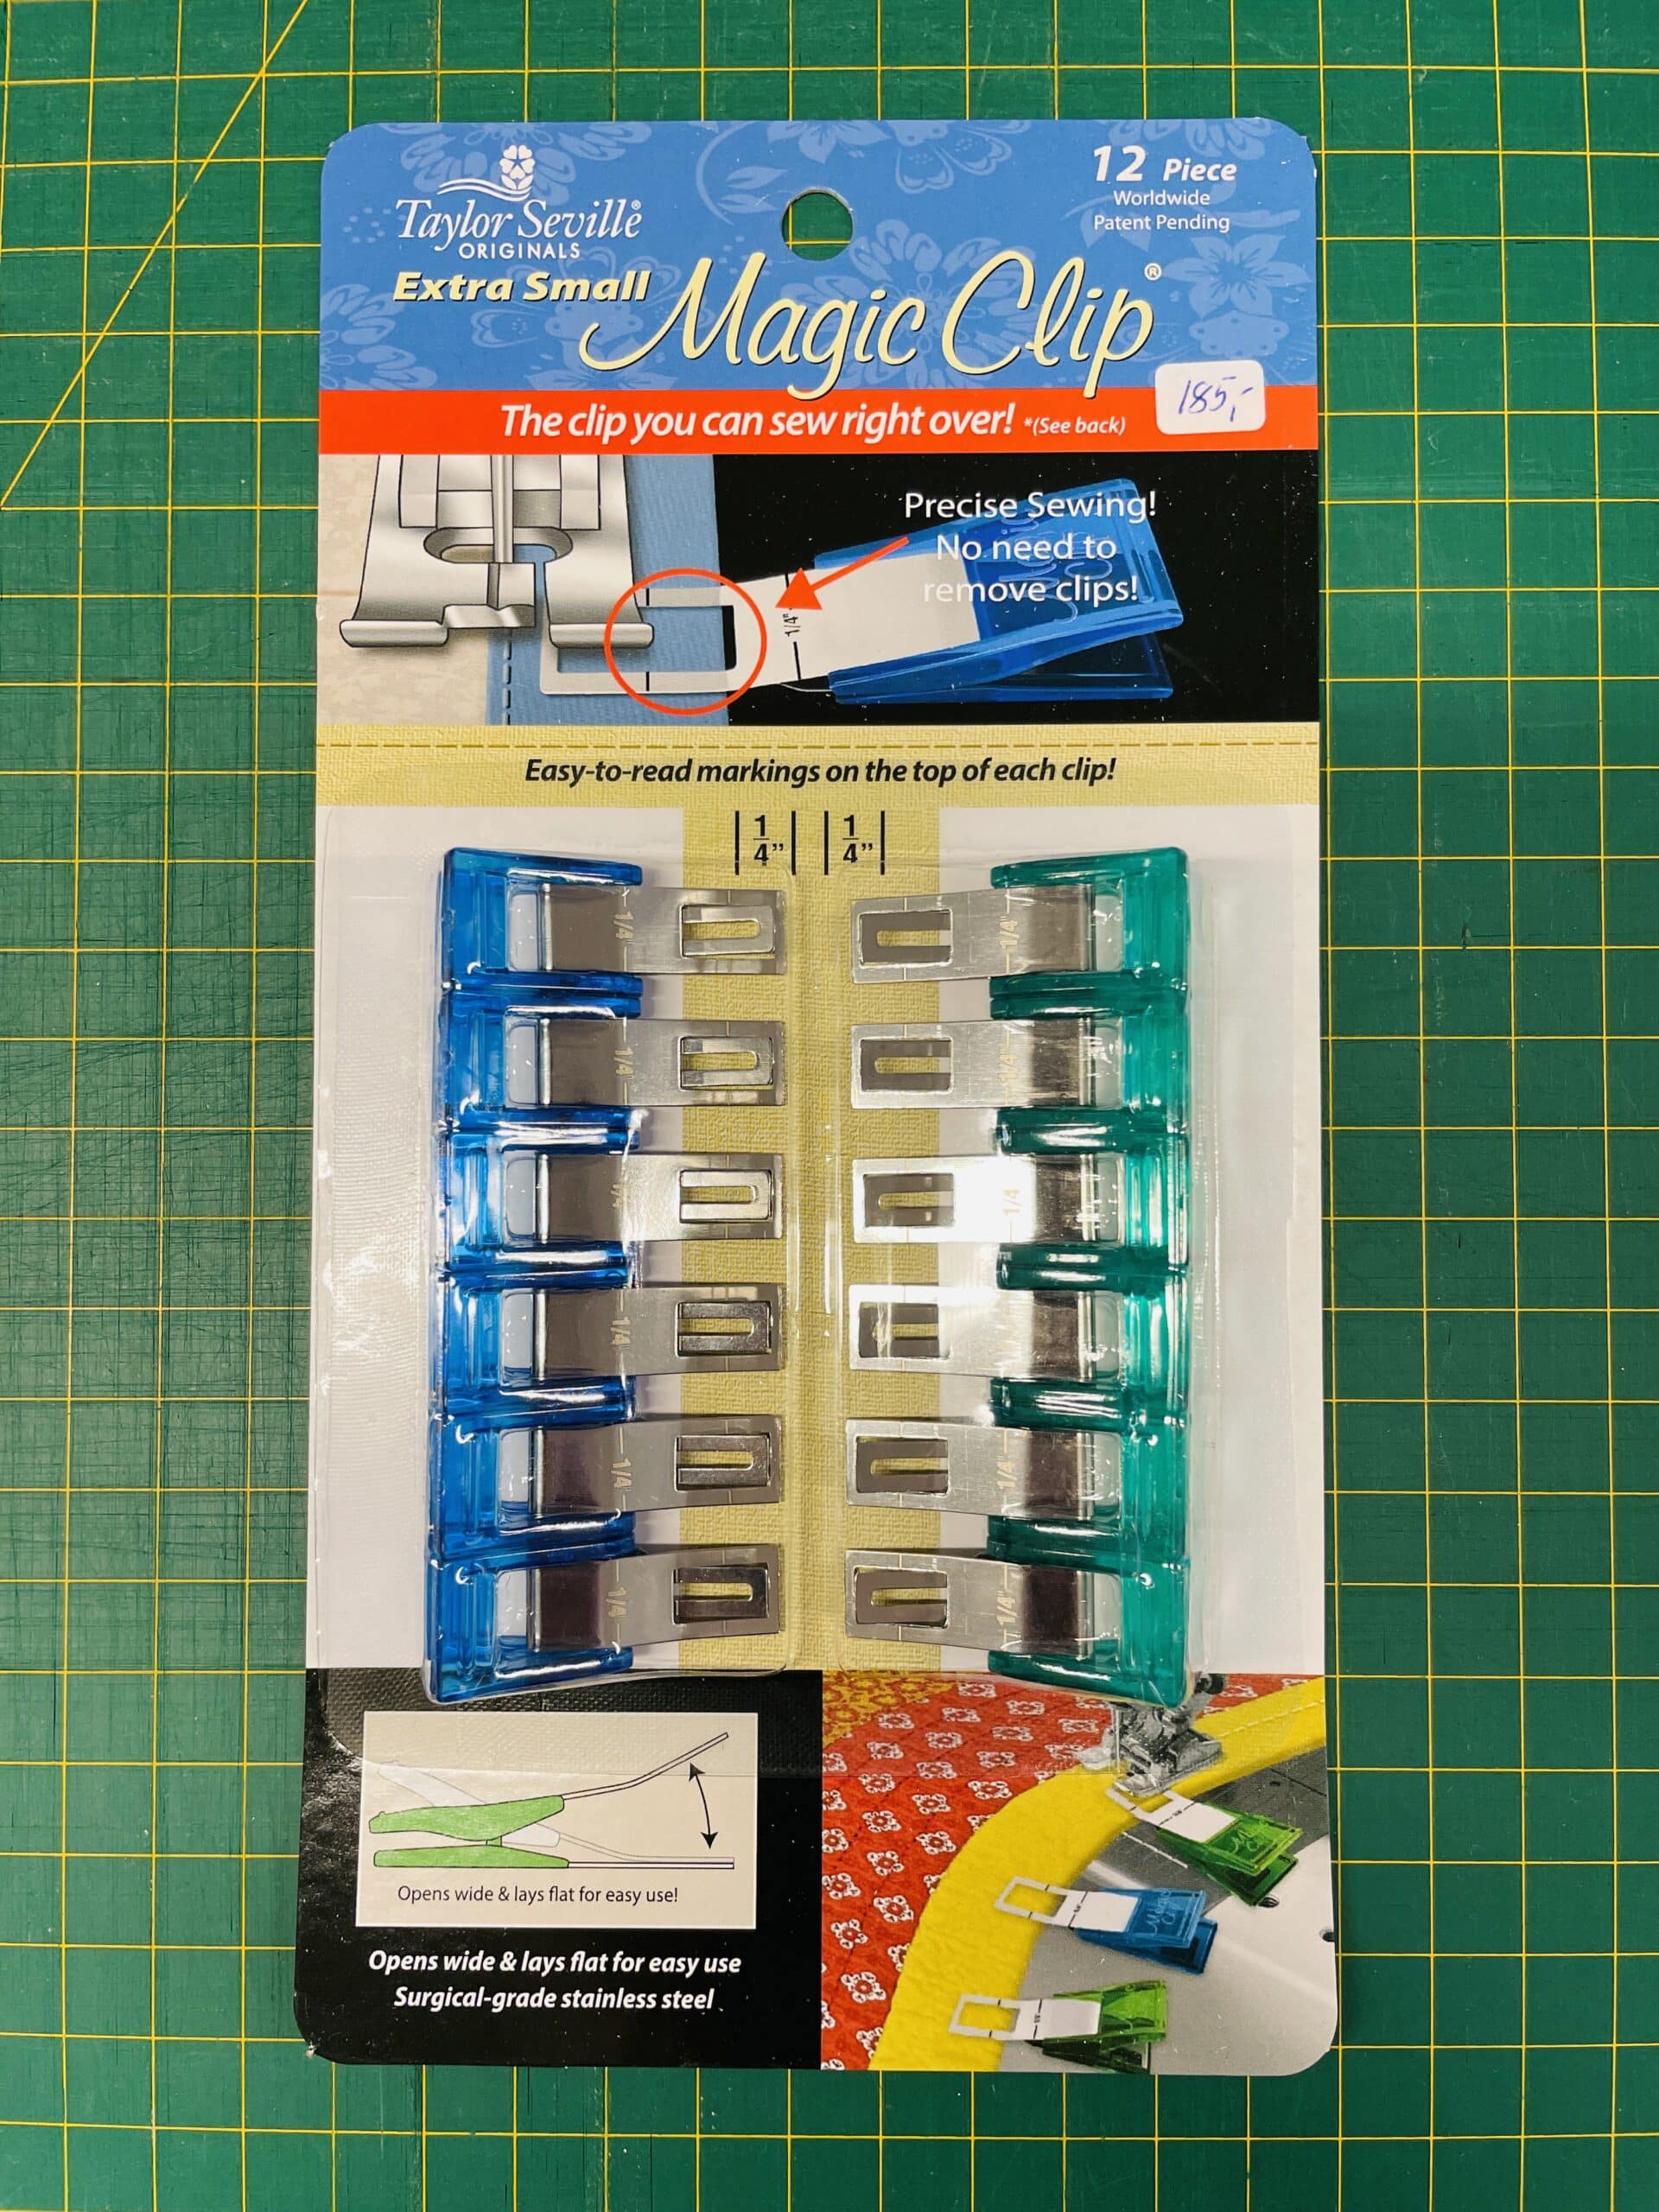 12 Piece
Worldwide
Patent Pending
Taylor Seville®
ORIGINALS
Extra Small Magic Clip®
185,-
The clip you can sew right over! *(See back)
Precise Sewing!
No need to
remove clips!
1/4"
Easy-to-read markings on the top of each clip!
1/4” 1/4”
1/4" 1/4"
1/4 1/4
1/4 1/4
1/4
1/4 1/4
1/4 1/4"
Opens wide & lays flat for easy use!
Opens wide & lays flat for easy use
Surgical-grade stainless steel